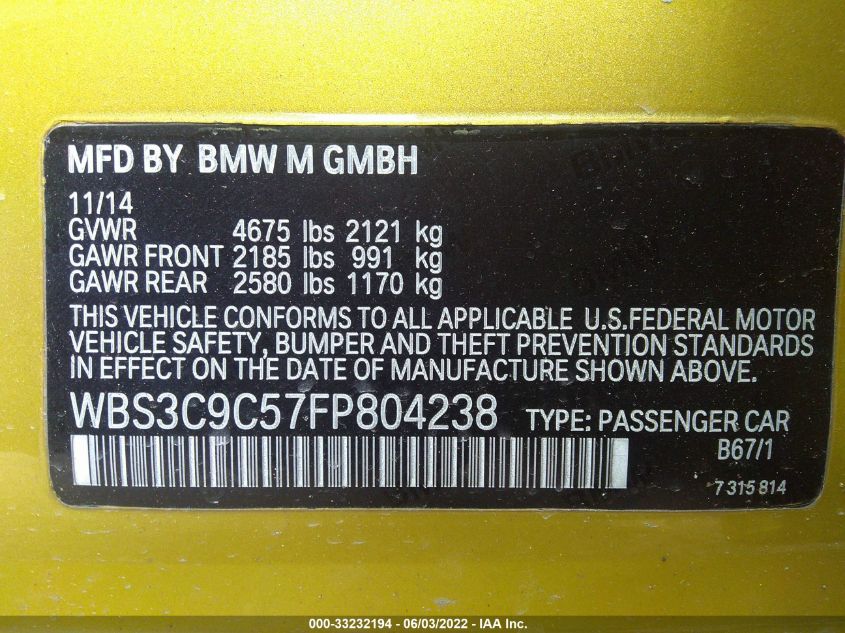 MFD BY BMW M GMBH
11/14
GVWR 4675 lbs 2121 kg
GAWR FRONT 2185 lbs 991 kg
GAWR REAR 2580 lbs 1170 kg
THIS VEHICLE CONFORMS TO ALL APPLICABLE U.S.FEDERAL MOTOR
VEHICLE SAFETY, BUMPER AND THEFT PREVENTION STANDARDS
IN EFFECT ON THE DATE OF MANUFACTURE SHOWN ABOVE.
WBS3C9C57FP804238 TYPE: PASSENGER CAR
B67/1
7 315 814
000-33232194 - 06/03/2022 - IAA Inc.